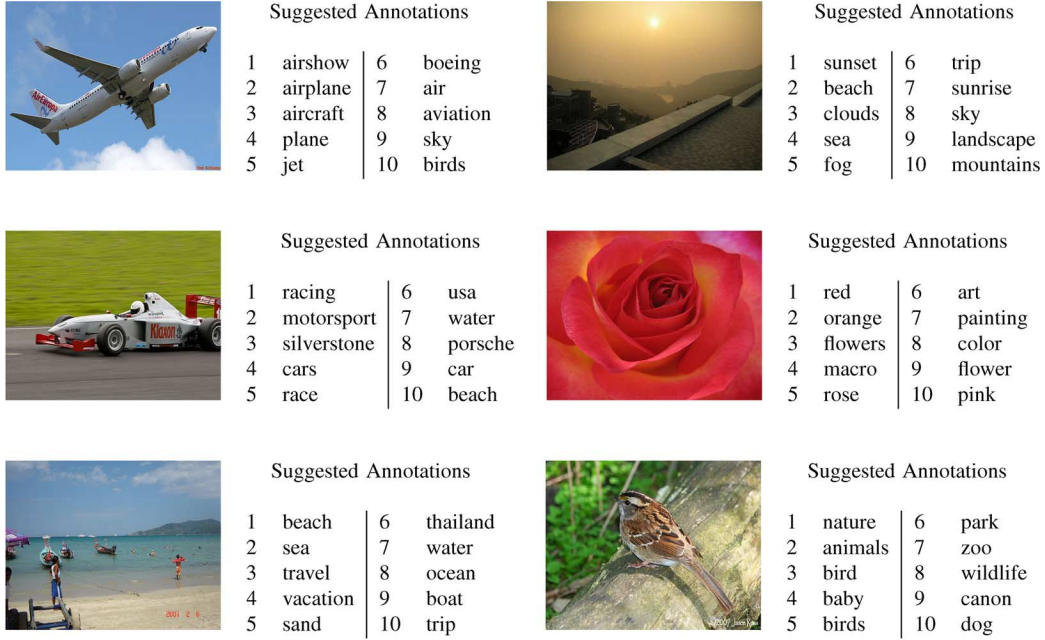 Suggested Annotations
1 airshow 6 boeing
2 airplane 7 air
3 aircraft 8 aviation
4 plane 9 sky
5 jet 10 birds
AirEuropa
Suggested Annotations
1 sunset 6 trip
2 beach 7 sunrise
3 clouds 8 sky
4 sea 9 landscape
5 fog 10 mountains
Suggested Annotations
1 racing 6 usa
2 motorsport 7 water
3 silverstone 8 porsche
4 cars 9 car
5 race 10 beach
Klaxon
Suggested Annotations
1 red 6 art
2 orange 7 painting
3 flowers 8 color
4 macro 9 flower
5 rose 10 pink
Suggested Annotations
1 beach 6 thailand
2 sea 7 water
3 travel 8 ocean
4 vacation 9 boat
5 sand 10 trip
2007 2 6
Suggested Annotations
1 nature 6 park
2 animals 7 zoo
3 bird 8 wildlife
4 baby 9 canon
5 birds 10 dog
©2007